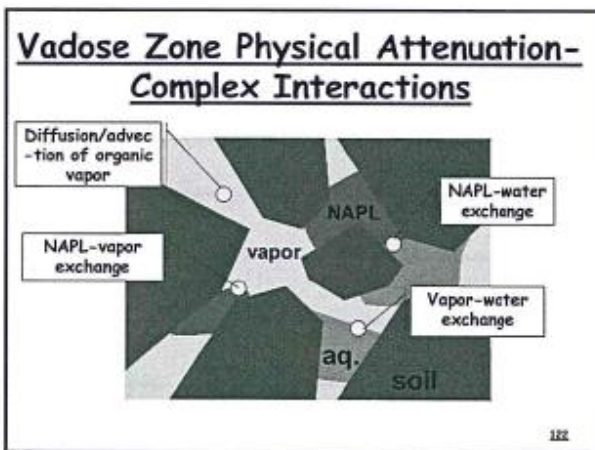 Vadose Zone Physical Attenuation-
Complex Interactions
Diffusion/advec
-tion of organic
vapor
NAPL
NAPL-water
exchange
NAPL-vapor
exchange
vapor
Vapor-water
exchange
aq.
soil
122